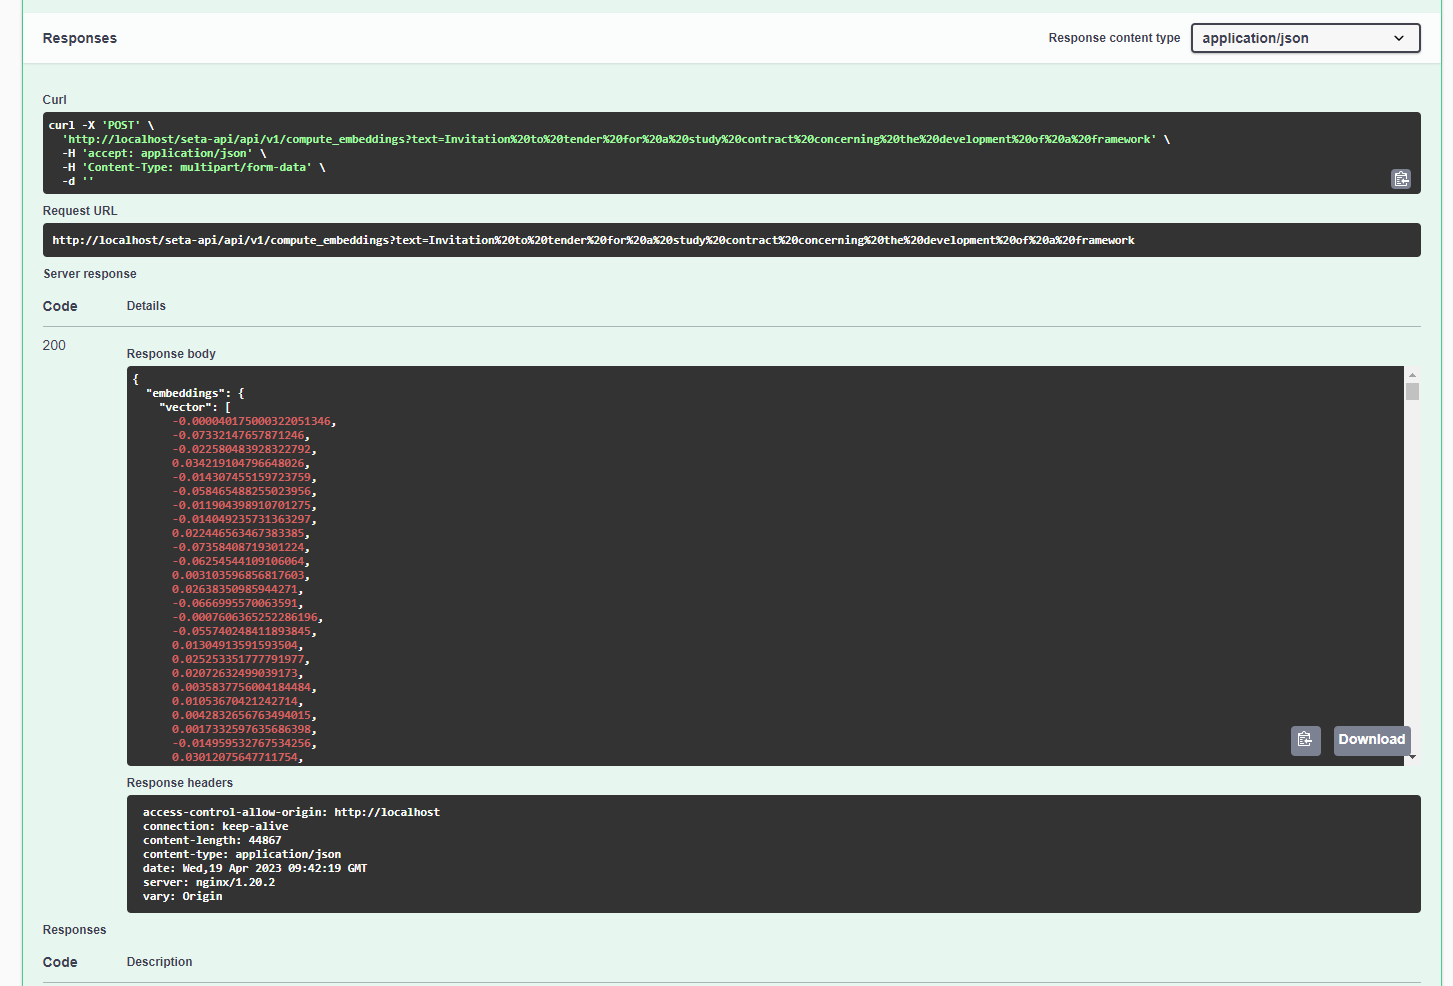 Responses
Response content type application/json
Curl
curl -X 'POST' \
'http://localhost/seta-api/api/v1/compute_embeddings?text=Invitation%20to%20tender%20for%20a%20study%20contract%20concerning%20the%20development%20of%20a%20framework' \
-H 'accept: application/json' \
-H 'Content-Type: multipart/form-data' \
-d ''
Request URL
http://localhost/seta-api/api/v1/compute_embeddings?text=Invitation%20to%20tender%20for%20a%20study%20contract%20concerning%20the%20development%20of%20a%20framework
Server response
Code Details
200
Response body
{
"embeddings": {
"vector": [
-0.000040175000322051346,
-0.07332147657871246,
-0.022580483928322792,
0.034219104796648026,
-0.014307455159723759,
-0.058465488255023956,
-0.011904398910701275,
-0.014049235731363297,
0.022446563467383385,
-0.07358408719301224,
-0.06254544109106064,
0.003103596856817603,
0.02638350985944271,
-0.0666995570063591,
-0.0007606365252286196,
-0.055740248411893845,
0.01304913591593504,
0.025253351777791977,
0.02072632499039173,
0.0035837756004184484,
0.01053670421242714,
0.0042832656763494015,
0.0017332597635686398,
-0.014959532767534256,
0.03012075647711754,
Download
Response headers
access-control-allow-origin: http://localhost
connection: keep-alive
content-length: 44867
content-type: application/json
date: Wed,19 Apr 2023 09:42:19 GMT
server: nginx/1.20.2
vary: Origin
Responses
Code Description